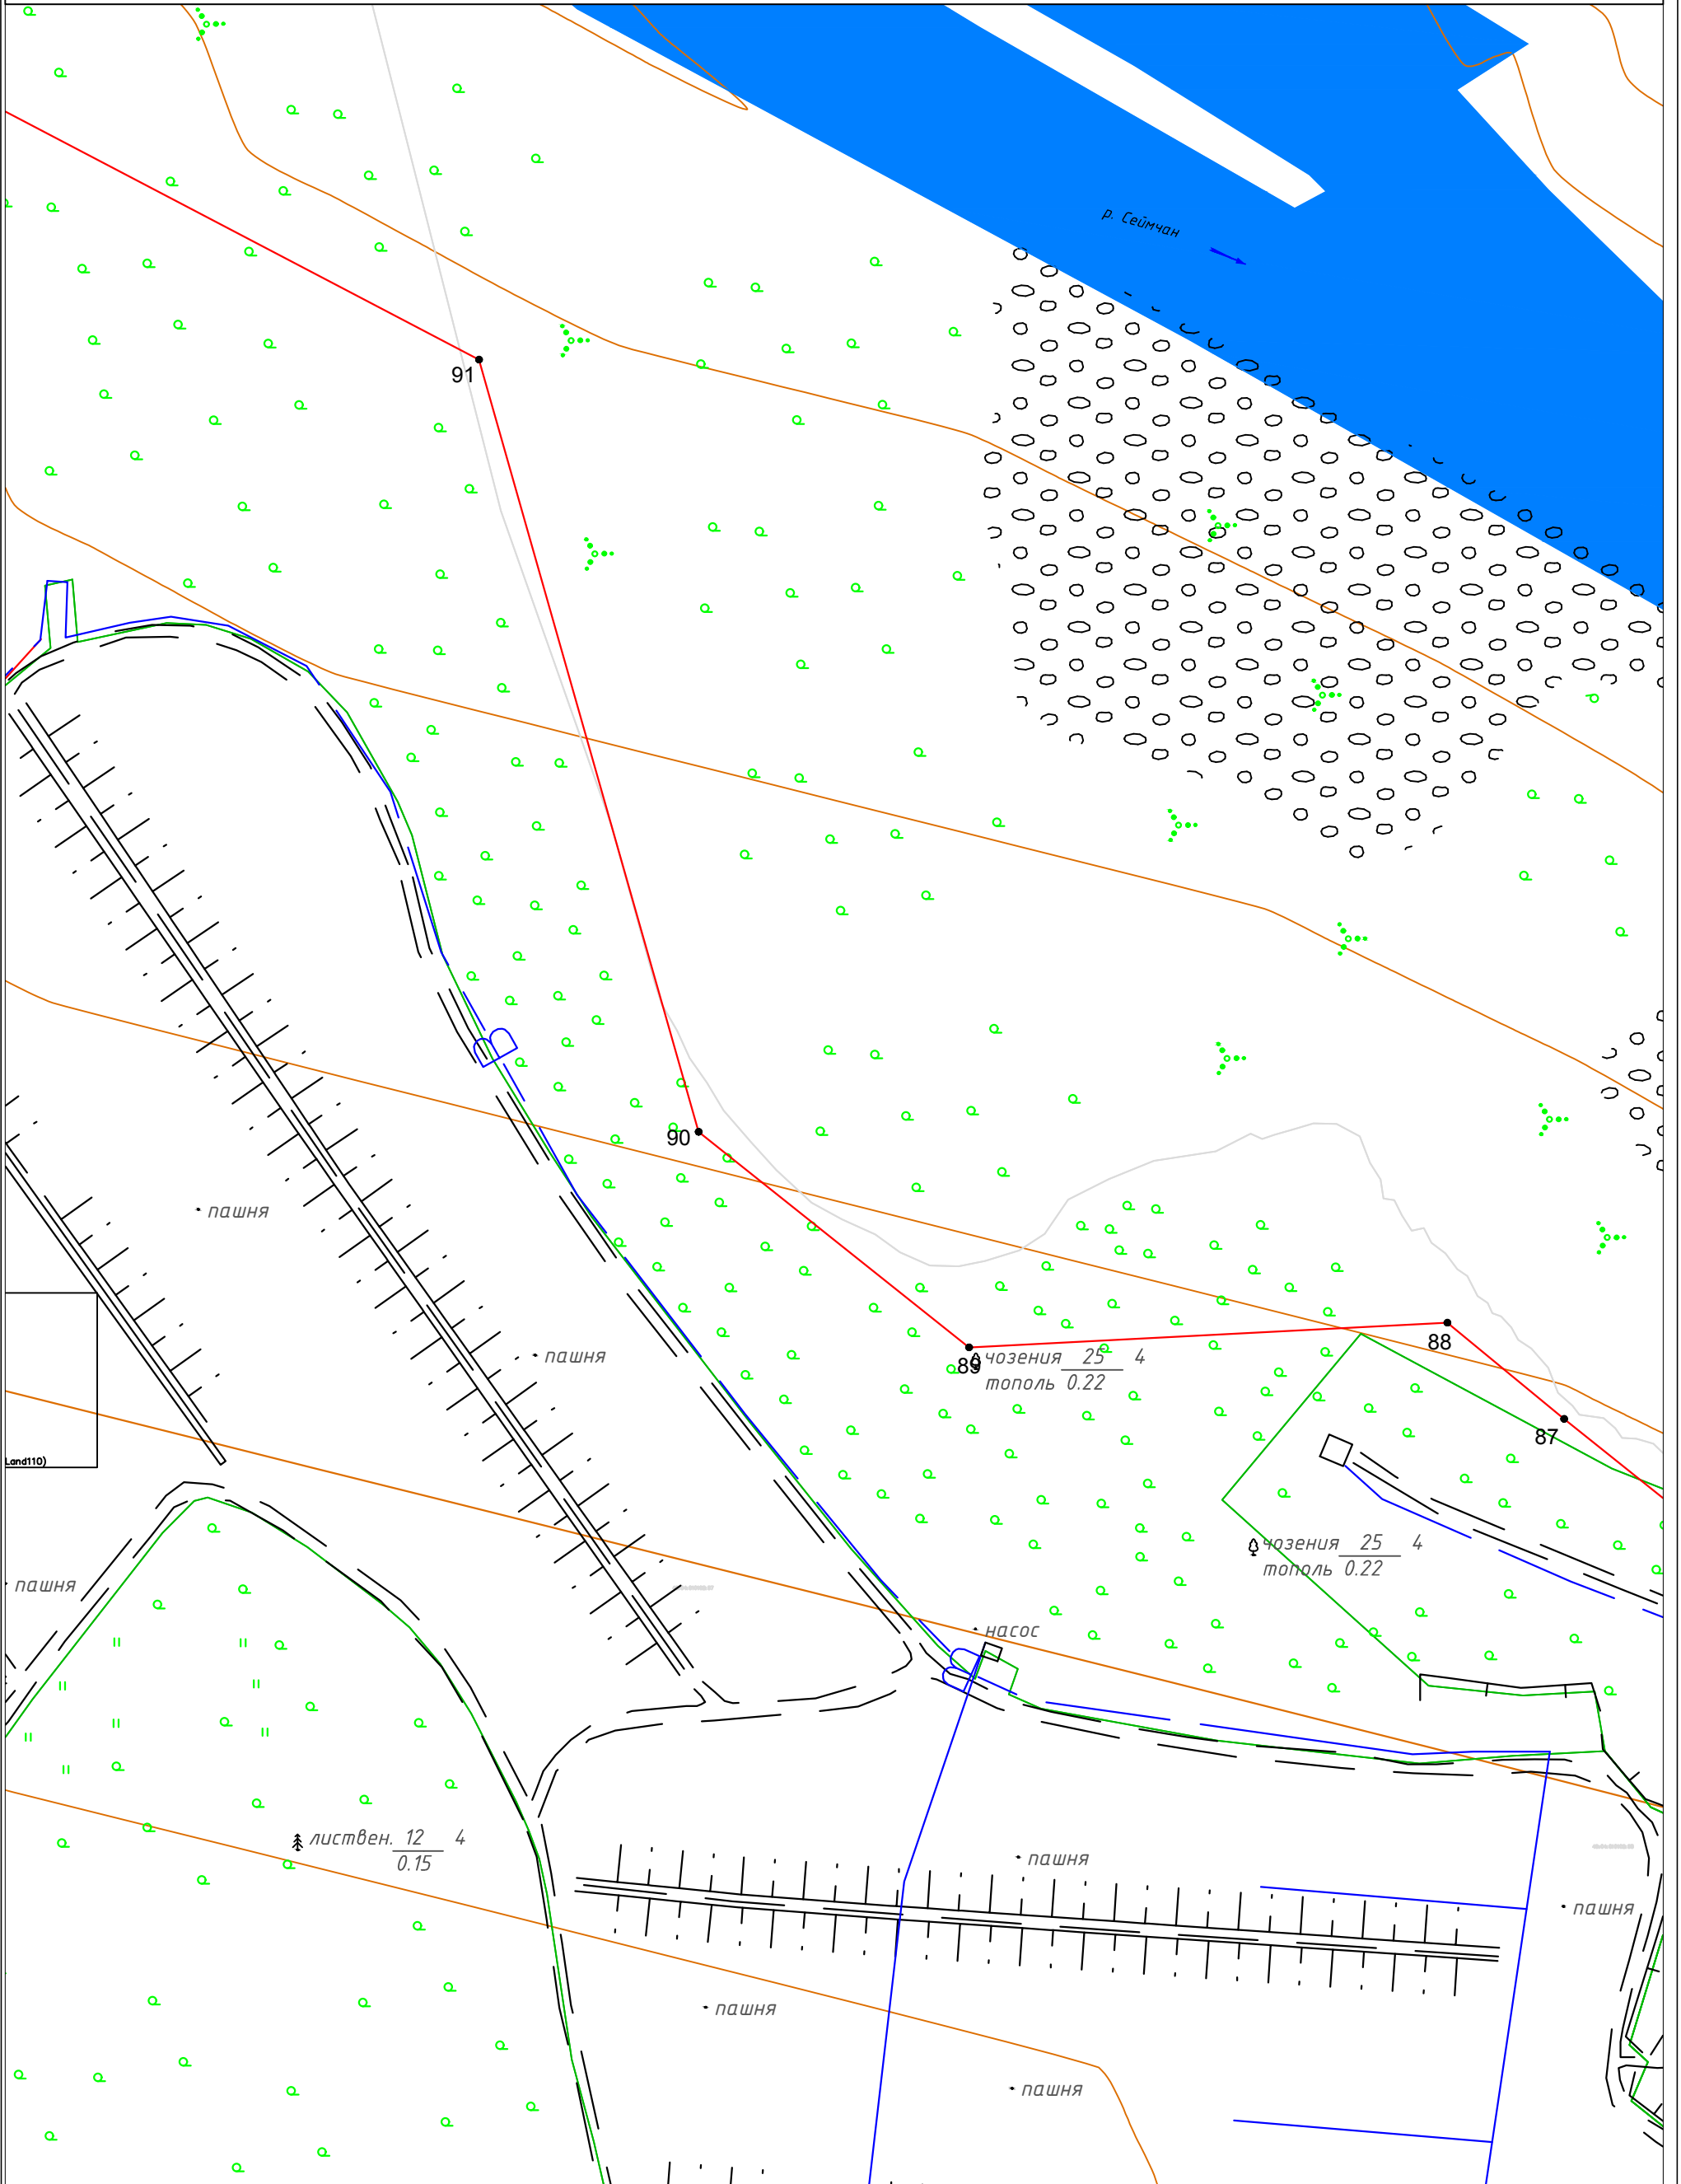 р. Сеймчан
91
90
пашня
пашня
89
чозения 25 4
тополь 0.22
88
87
Land110)
чозения 25 4
тополь 0.22
пашня
насос
листвен. 12 4
0.15
пашня
пашня
пашня
пашня